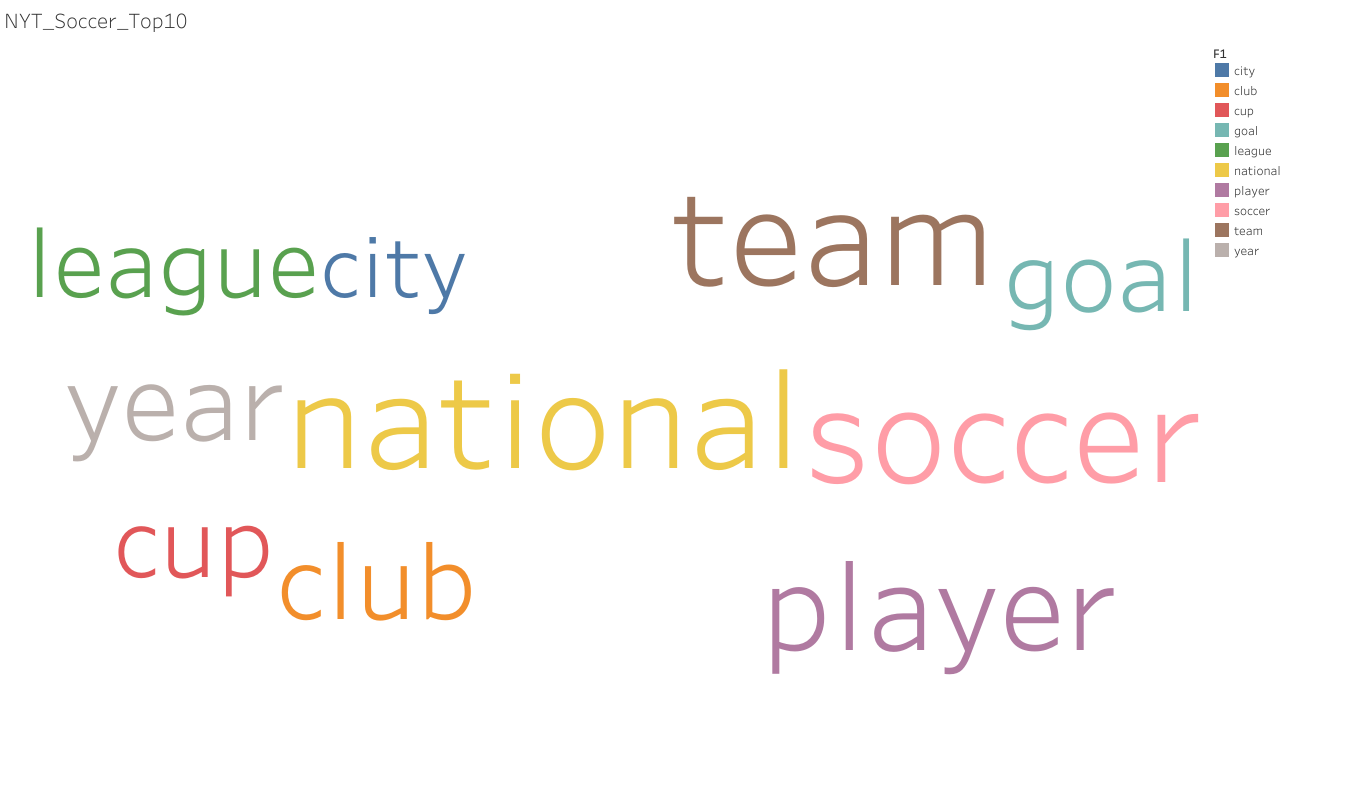 NYT_Soccer_Top10
F1
city
club
cup
goal
league
national
player
soccer
team
year
league city team goal
year national soccer
cup club player